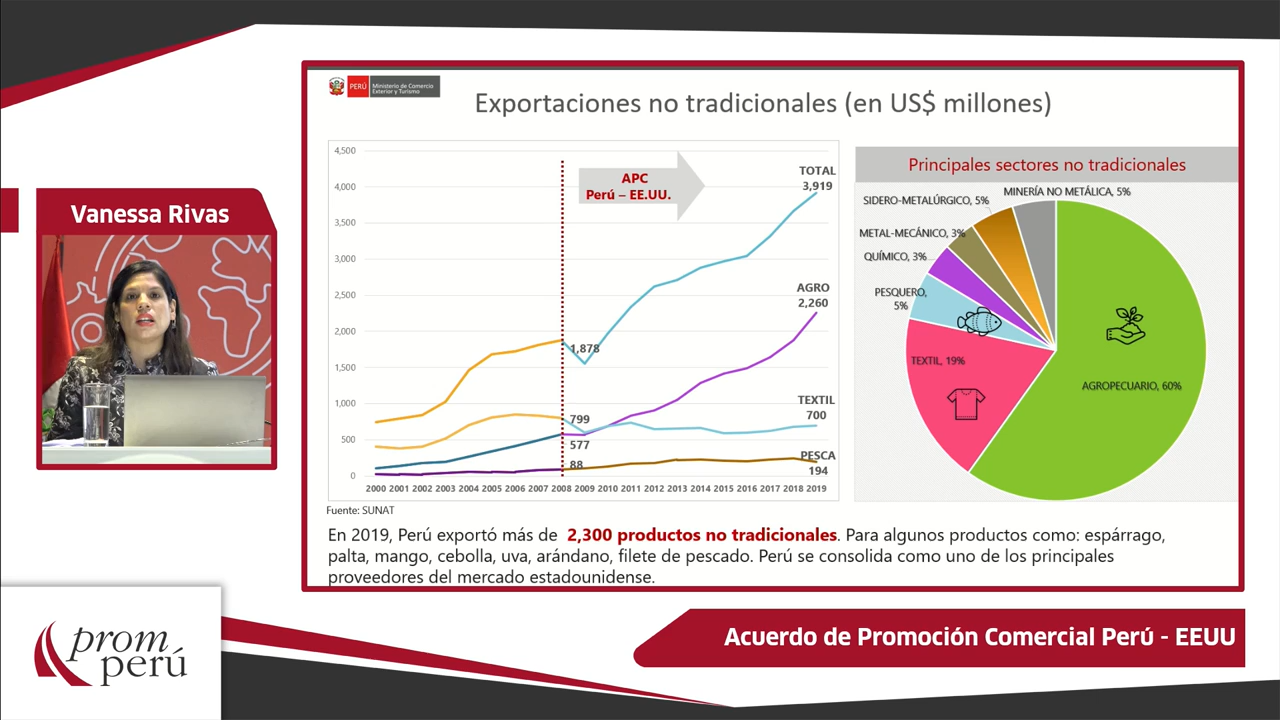 PERÚ
Ministerio de Comercio
Exterior y Turismo
Exportaciones no tradicionales (en US$ millones)
Vanessa Rivas
4,500
4,000
3,500
3,000
2,500
2,000
1,500
1,000
500
0
APC
Perú – EE.UU.
TOTAL
3,919
AGRO
2,260
1,878
TEXTIL
700
799
577
88
PESCA
194
2000 2001 2002 2003 2004 2005 2006 2007 2008 2009 2010 2011 2012 2013 2014 2015 2016 2017 2018 2019
Fuente: SUNAT
Principales sectores no tradicionales
MINERÍA NO METÁLICA, 5%
SIDERO-METALÚRGICO, 5%
METAL-MECÁNICO, 3%
QUÍMICO, 3%
PESQUERO,
5%
TEXTIL, 19%
AGROPECUARIO, 60%
En 2019, Perú exportó más de 2,300 productos no tradicionales. Para algunos productos como: espárrago,
palta, mango, cebolla, uva, arándano, filete de pescado. Perú se consolida como uno de los principales
proveedores del mercado estadounidense.
prom
perú
Acuerdo de Promoción Comercial Perú - EEUU